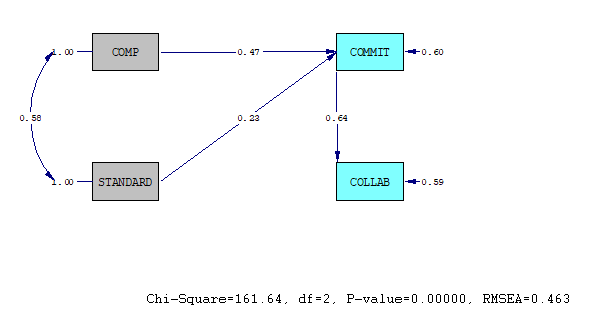 1.00 COMP 0.47 COMMIT 0.60
0.58 0.23 0.64
1.00 STANDARD COLLAB 0.59
Chi-Square=161.64, df=2, P-value=0.00000, RMSEA=0.463